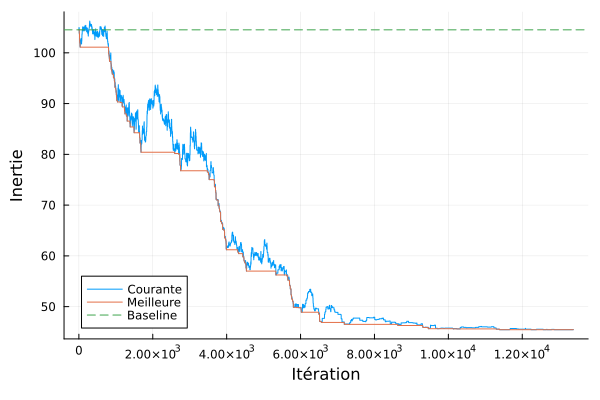 100
90
80
70
60
50
Inertie
Courante
Meilleure
Baseline
0 2.00×10³ 4.00×10³ 6.00×10³ 8.00×10³ 1.00×10⁴ 1.20×10⁴
Itération